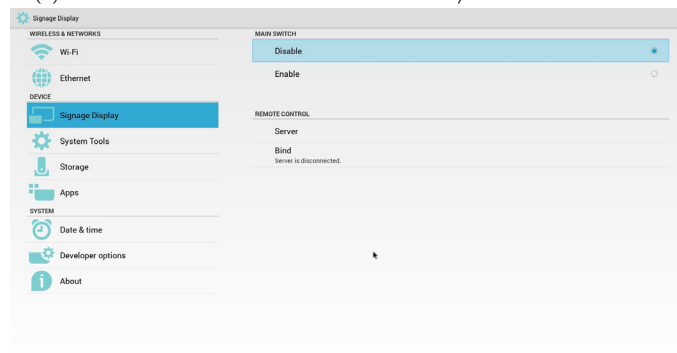 Signage Display
WIRELESS & NETWORKS
Wi-Fi
Ethernet
DEVICE
Signage Display
System Tools
Storage
Apps
SYSTEM
Date & time
Developer options
About
MAIN SWITCH
Disable
Enable
REMOTE CONTROL
Server
Bind
Server is disconnected.